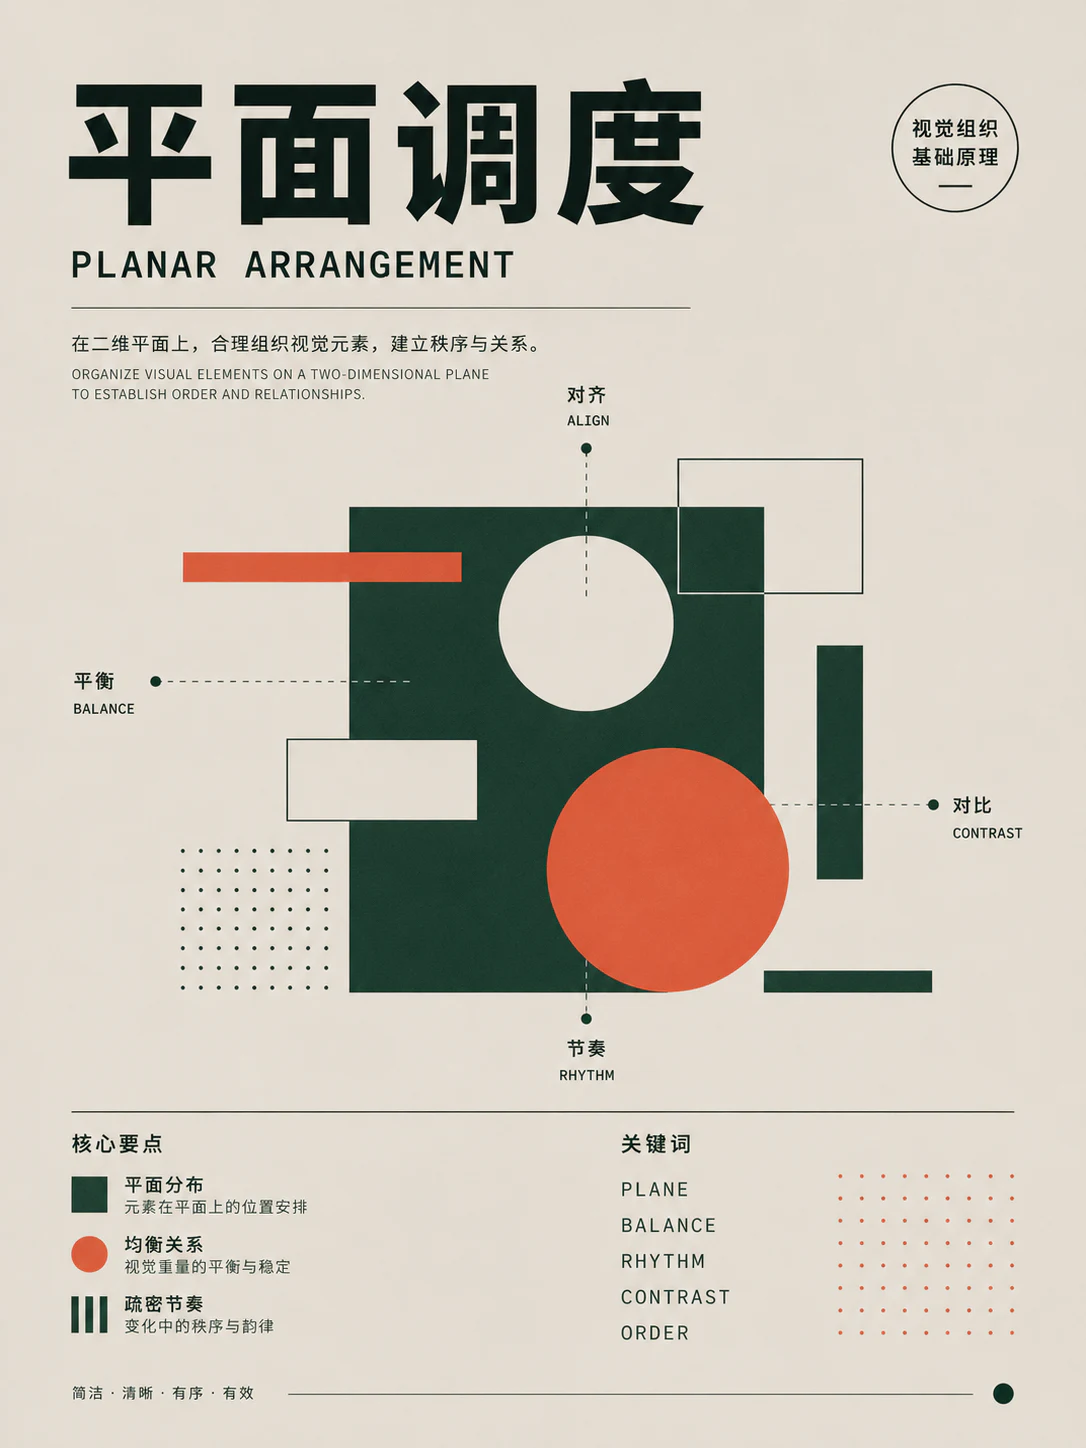 平面调度
PLANAR ARRANGEMENT
视觉组织
基础原理
在二维平面上，合理组织视觉元素，建立秩序与关系。
ORGANIZE VISUAL ELEMENTS ON A TWO-DIMENSIONAL PLANE
TO ESTABLISH ORDER AND RELATIONSHIPS.
对齐
ALIGN
平衡
BALANCE
对比
CONTRAST
节奏
RHYTHM
核心要点
平面分布
元素在平面上的位置安排
均衡关系
视觉重量的平衡与稳定
疏密节奏
变化中的秩序与韵律
关键词
PLANE
BALANCE
RHYTHM
CONTRAST
ORDER
简洁 · 清晰 · 有序 · 有效